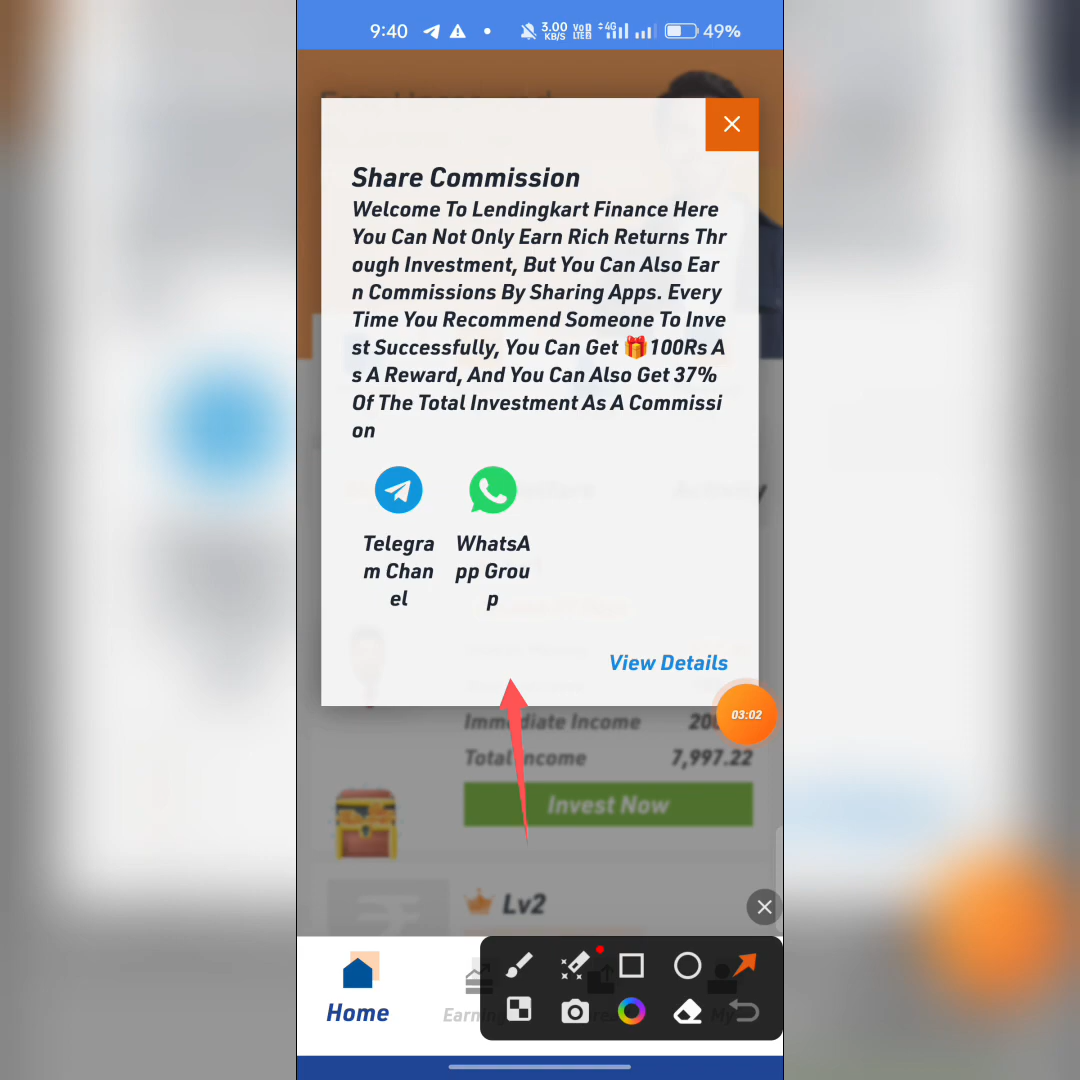 9:40
3.00 KB/S
VoD LTE
4G
49%
Share Commission
Welcome To Lendingkart Finance Here
You Can Not Only Earn Rich Returns Thr
ough Investment, But You Can Also Ear
n Commissions By Sharing Apps. Every
Time You Recommend Someone To Inve
st Successfully, You Can Get 🎁100Rs A
s A Reward, And You Can Also Get 37%
Of The Total Investment As A Commissi
on
Telegra
m Chan
el
WhatsA
pp Grou
p
View Details
03:02
Immediate Income
Total Income 7,997.22
Invest Now
Lv2
Home
My